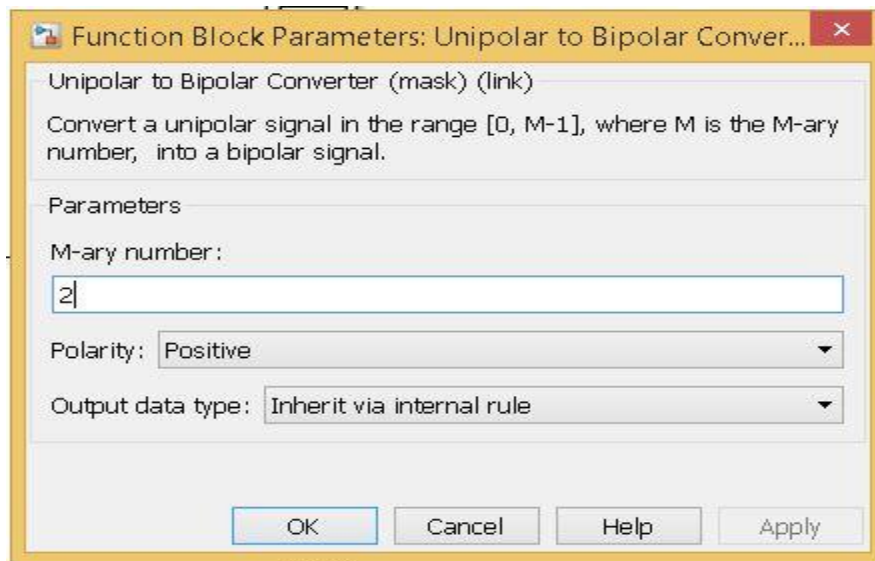 Function Block Parameters: Unipolar to Bipolar Conver...
Unipolar to Bipolar Converter (mask) (link)
Convert a unipolar signal in the range [0, M-1], where M is the M-ary
number, into a bipolar signal.
Parameters
M-ary number:
2
Polarity: Positive
Output data type: Inherit via internal rule
OK Cancel Help Apply